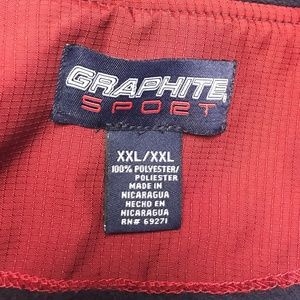 GRAPHITE
SPORT
XXL/XXL
100% POLYESTER/
POLIESTER
MADE IN
NICARAGUA
HECHO EN
NICARAGUA
RN# 69271